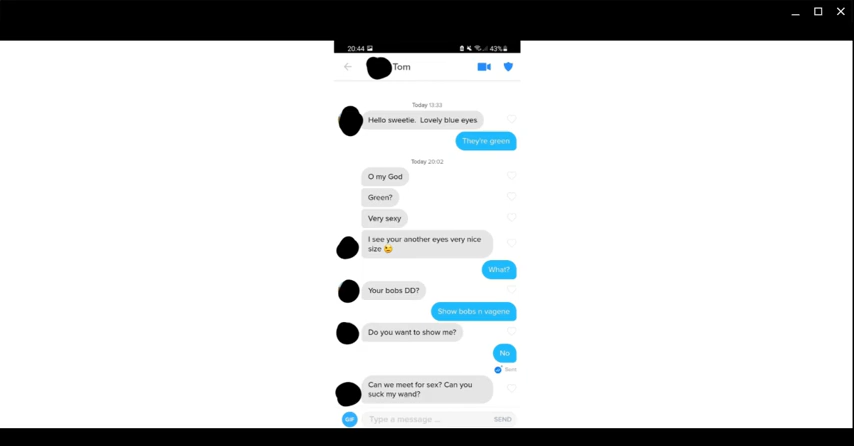 20:44 43%
Tom
Today 13:33
Hello sweetie. Lovely blue eyes
They're green
Today 20:02
O my God
Green?
Very sexy
I see your another eyes very nice
size 😉
What?
Your bobs DD?
Show bobs n vagene
Do you want to show me?
No
Sent
Can we meet for sex? Can you
suck my wand?
GIF Type a message ... SEND